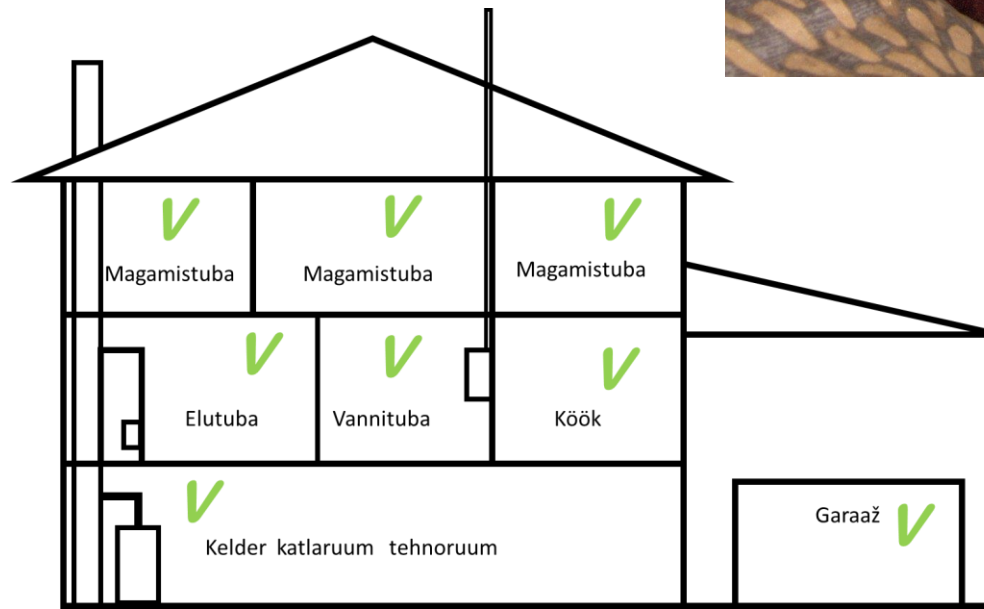 V V V
Magamistuba Magamistuba Magamistuba
V V V
Elutuba Vannituba Köök
V
Kelder katlaruum tehnoruum
Garaaž V